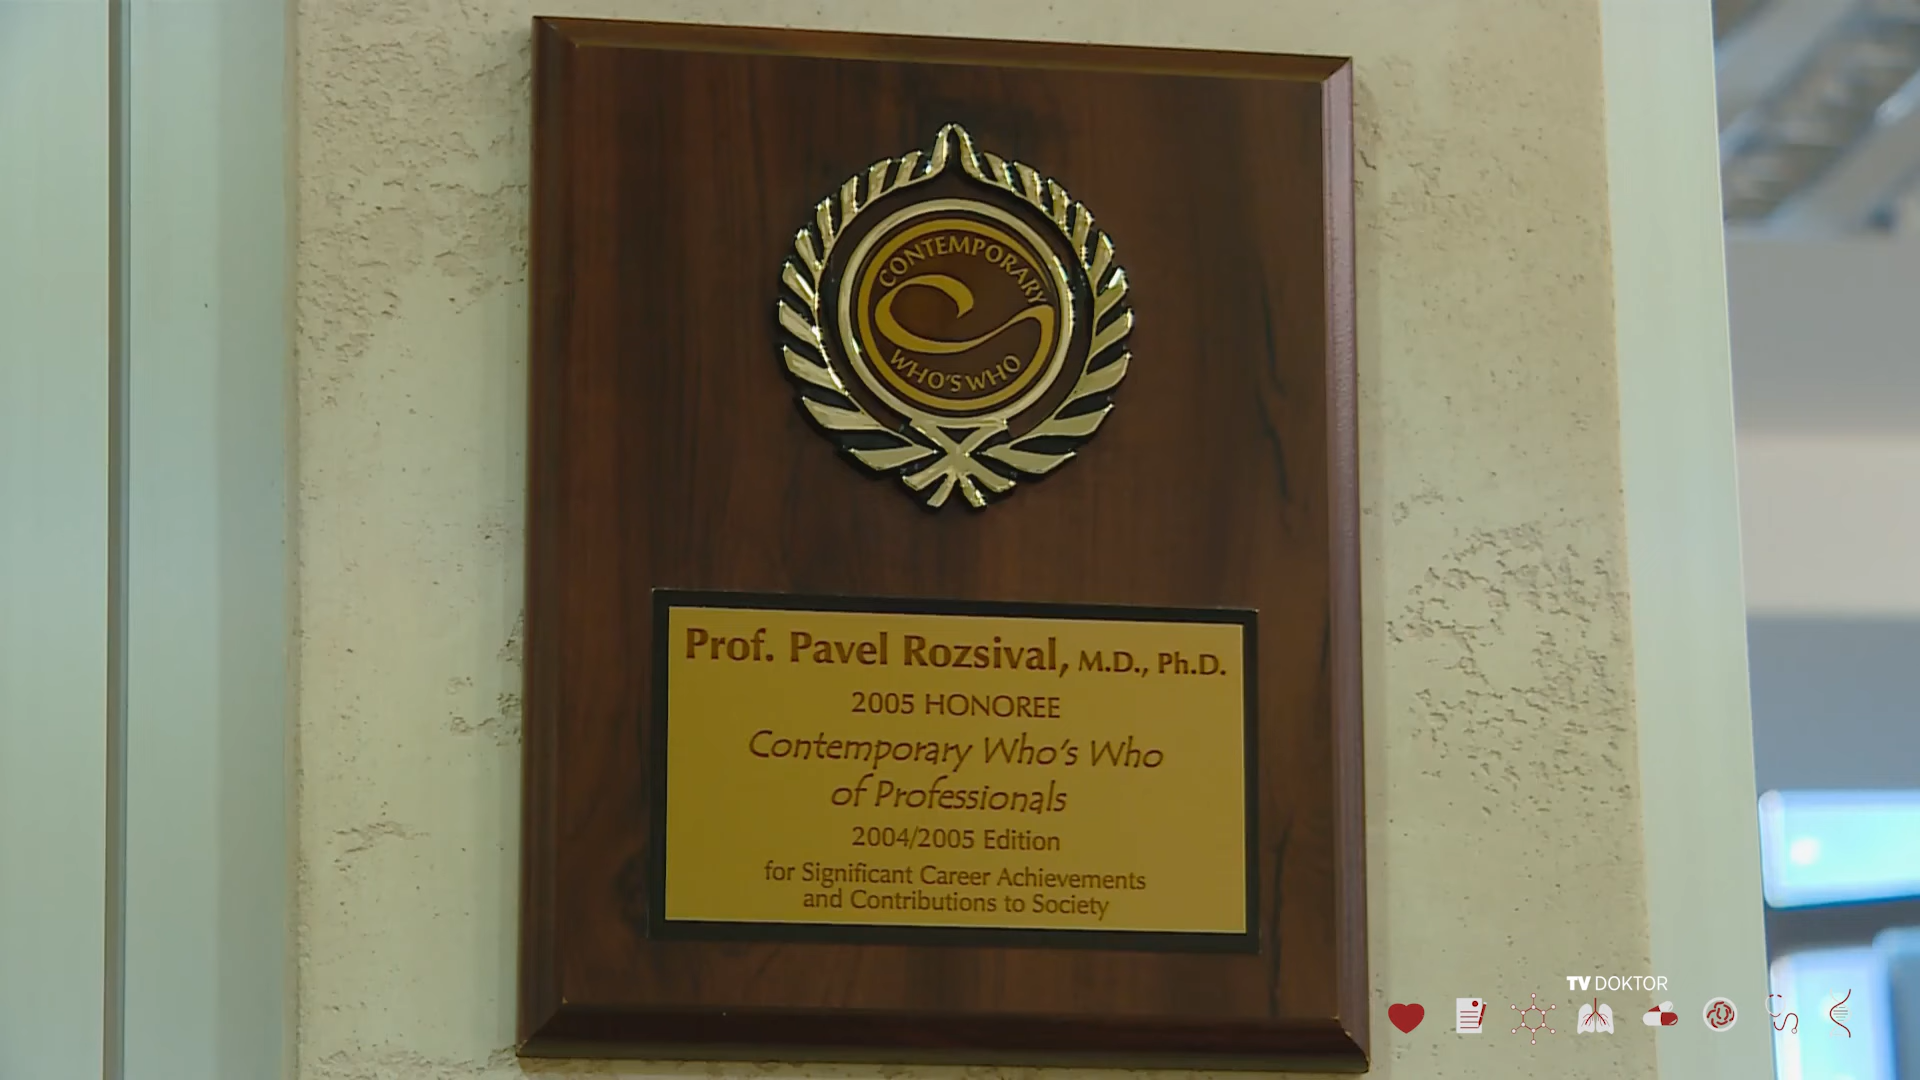 CONTEMPORARY
WHO'S WHO
Prof. Pavel Rozsival, M.D., Ph.D.
2005 HONOREE
Contemporary Who's Who
of Professionals
2004/2005 Edition
for Significant Career Achievements
and Contributions to Society
TV DOKTOR